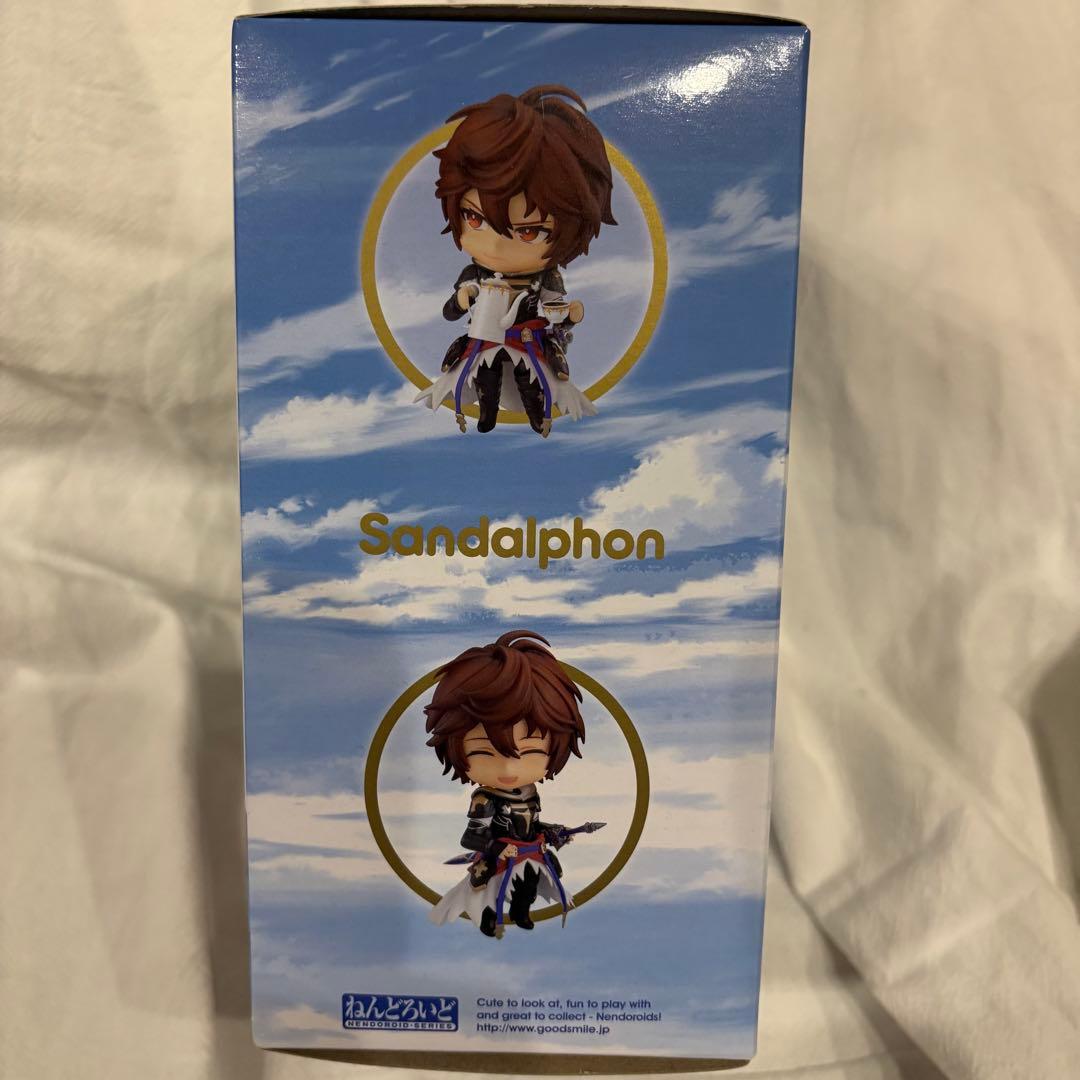 Sandalphon
ねんどろいど
NENDOROID・SERIES
Cute to look at, fun to play with
and great to collect - Nendoroids!
http://www.goodsmile.jp